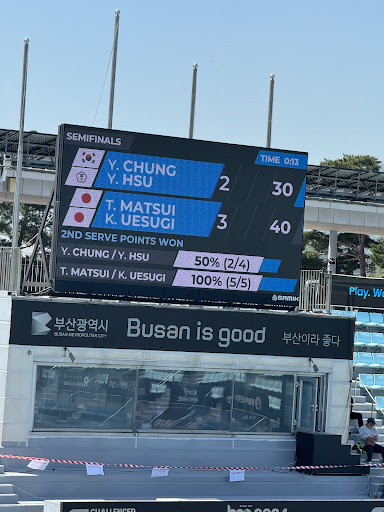 SEMIFINALS
TIME: 0:13
Y. CHUNG
Y. HSU 2 30
T. MATSUI
K. UESUGI 3 40
2ND SERVE POINTS WON
Y. CHUNG / Y. HSU 50% (2/4)
T. MATSUI / K. UESUGI 100% (5/5)
BAMIK
Play.
부산광역시
BUSAN METROPOLITAN CITY
Busan is good
부산이라 좋다
CHALLENGER